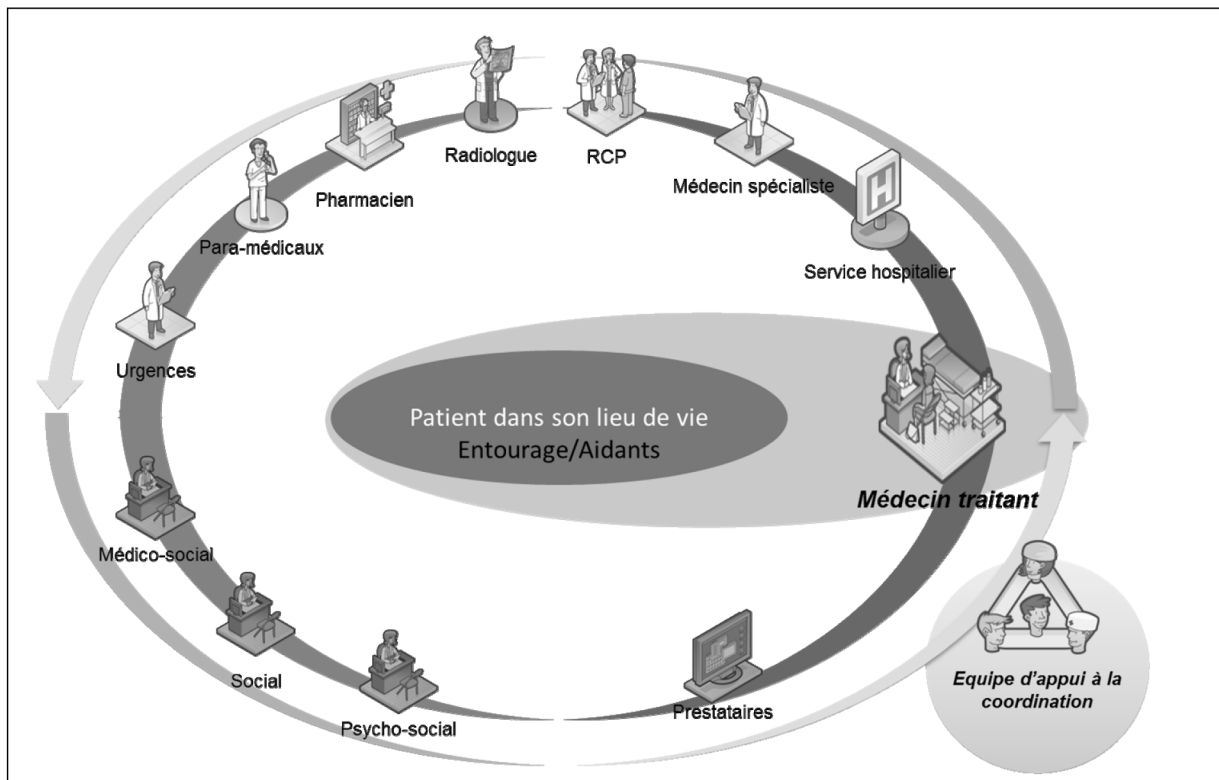 Radiologue
RCP
Médecin spécialiste
Pharmacien
Para-médicaux
H
Service hospitalier
Urgences
Patient dans son lieu de vie
Entourage/Aidants
Médecin traitant
Médico-social
Social
Psycho-social
Prestataires
Equipe d’appui à la
coordination